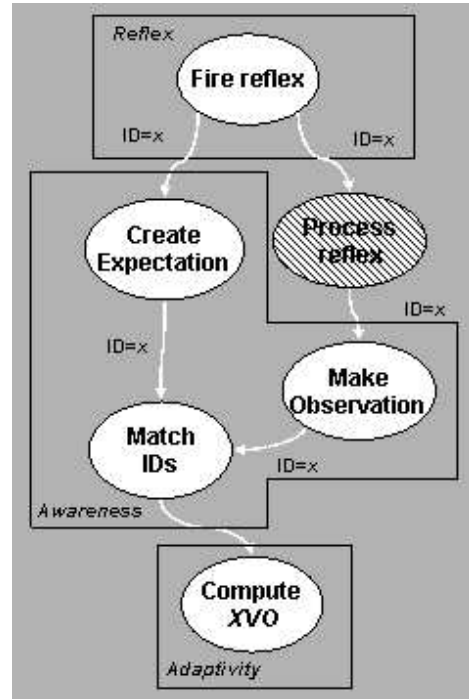 Reflex
Fire reflex
ID=x
ID=x
Create
Expectation
Process
reflex
ID=x
ID=x
Make
Observation
Match
IDs
ID=x
Awareness
Compute
XVO
Adaptivity